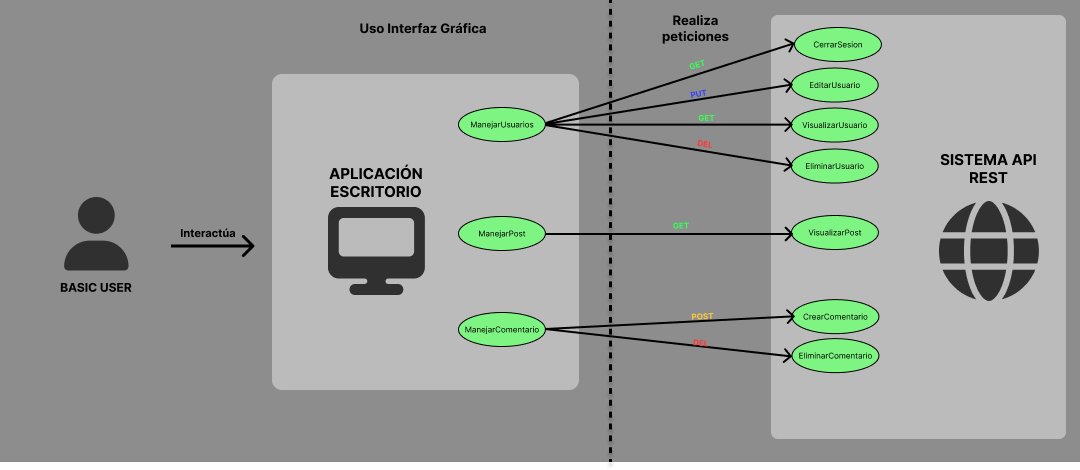 Uso Interfaz Gráfica
Realiza
peticiones
CerrarSesion
GET
EditarUsuario
PUT
ManejarUsuarios
GET
VisualizarUsuario
DEL
EliminarUsuario
SISTEMA API
REST
APLICACIÓN
ESCRITORIO
Interactúa
BASIC USER
ManejarPost
GET
VisualizarPost
ManejarComentario
POST
CrearComentario
DEL
EliminarComentario